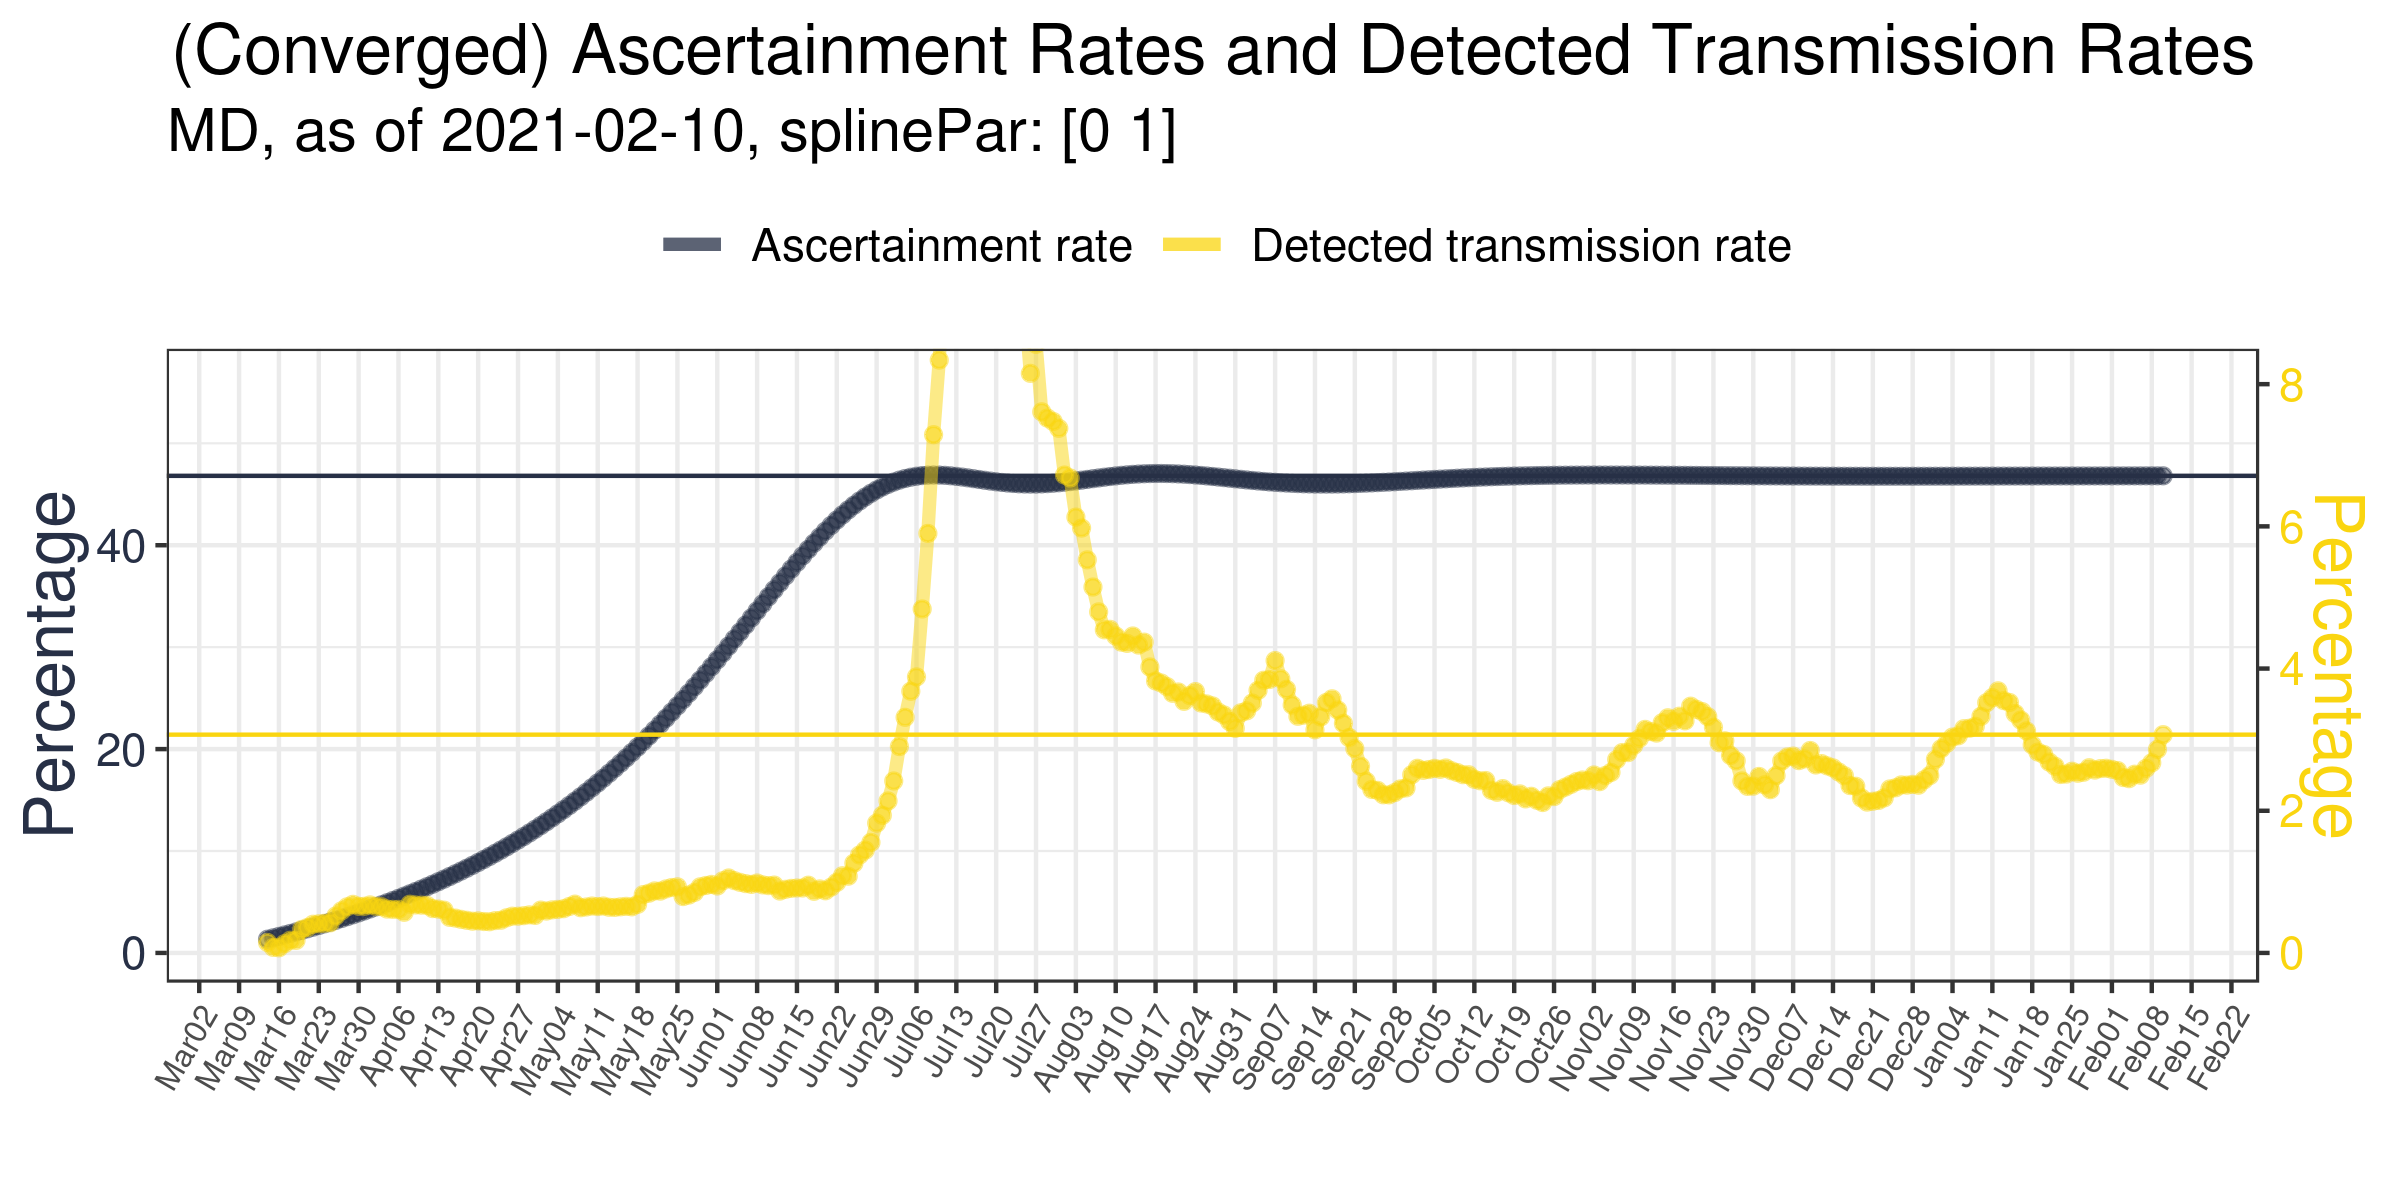 (Converged) Ascertainment Rates and Detected Transmission Rates
MD, as of 2021-02-10, splinePar: [0 1]
Ascertainment rate
Detected transmission rate
Percentage
40
20
0
8
6
4
2
0
Percentage
Mar02
Mar09
Mar16
Mar23
Mar30
Apr06
Apr13
Apr20
Apr27
May04
May11
May18
May25
Jun01
Jun08
Jun15
Jun22
Jun29
Jul06
Jul13
Jul20
Jul27
Aug03
Aug10
Aug17
Aug24
Aug31
Sep07
Sep14
Sep21
Sep28
Oct05
Oct12
Oct19
Oct26
Nov02
Nov09
Nov16
Nov23
Nov30
Dec07
Dec14
Dec21
Dec28
Jan04
Jan11
Jan18
Jan25
Feb01
Feb08
Feb15
Feb22